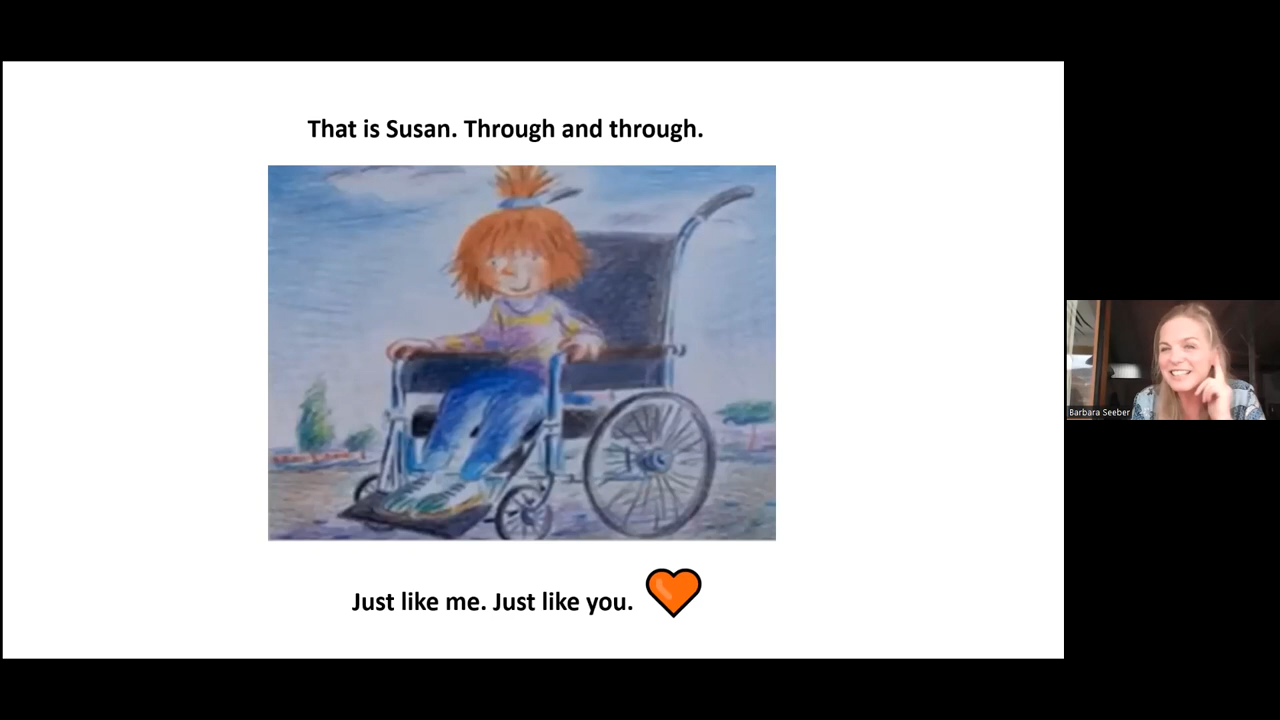 That is Susan. Through and through.
Just like me. Just like you.
Barbara Seeber